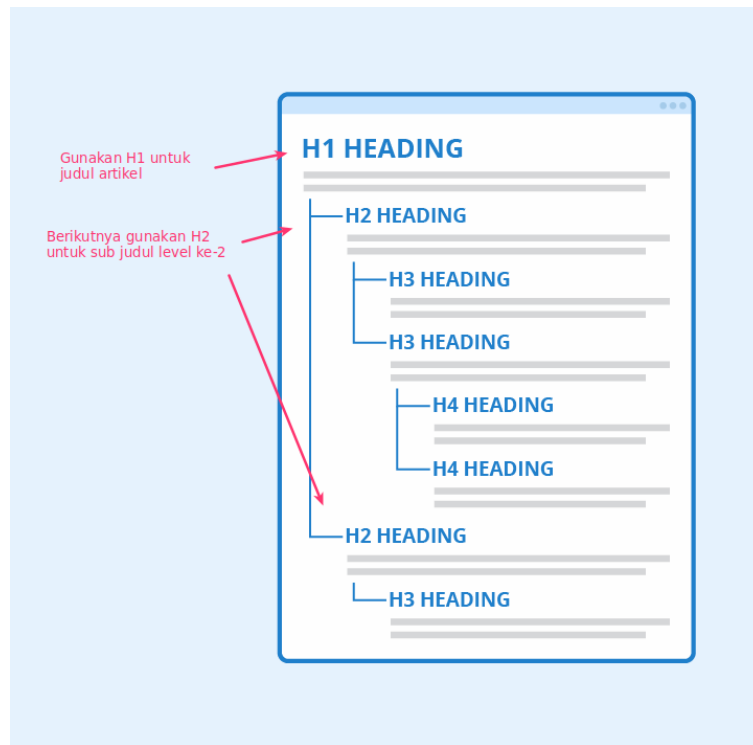 H1 HEADING
Gunakan H1 untuk
judul artikel
H2 HEADING
Berikutnya gunakan H2
untuk sub judul level ke-2
H3 HEADING
H3 HEADING
H4 HEADING
H4 HEADING
H2 HEADING
H3 HEADING